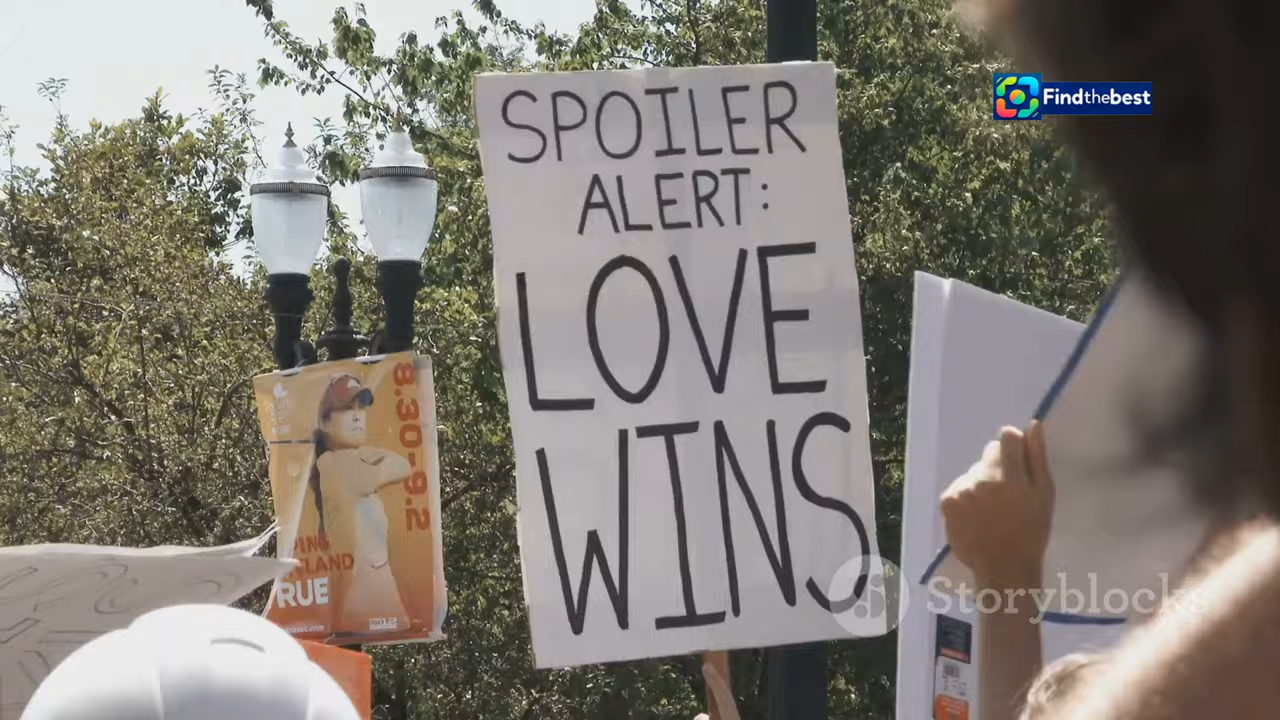 SPOILER
ALERT:
LOVE
WINS
Findthebest
8.30-9.2
RUE
Storyblocks